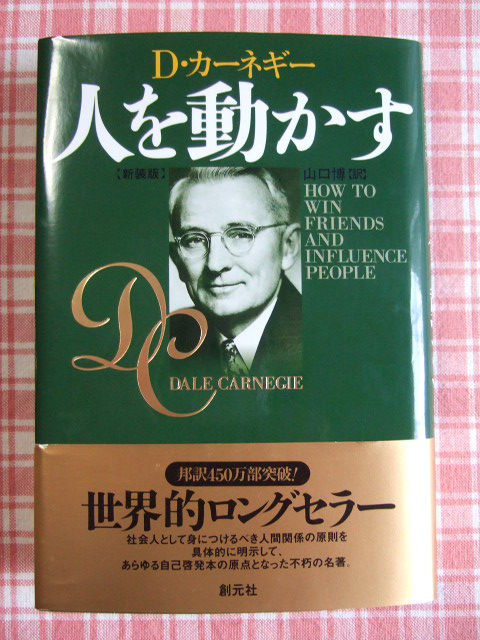 D・カーネギー
人を動かす
【新装版】
山口博【訳】
HOW TO
WIN
FRIENDS
AND
INFLUENCE
PEOPLE
DC
DALE CARNEGIE
邦訳450万部突破!
世界的ロングセラー
社会人として身につけるべき人間関係の原則を
具体的に明示して、
あらゆる自己啓発本の原点となった不朽の名著。
創元社